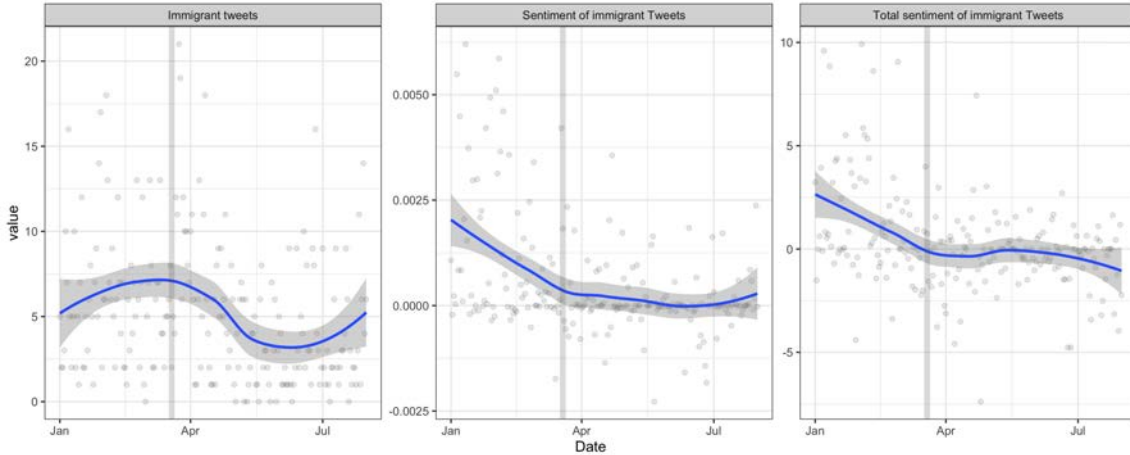 Immigrant tweets
Sentiment of immigrant Tweets
Total sentiment of immigrant Tweets
value
20
15
10
5
0
0.0050
0.0025
0.0000
-0.0025
10
5
0
-5
Jan
Apr
Jul
Jan
Apr
Jul
Jan
Apr
Jul
Date